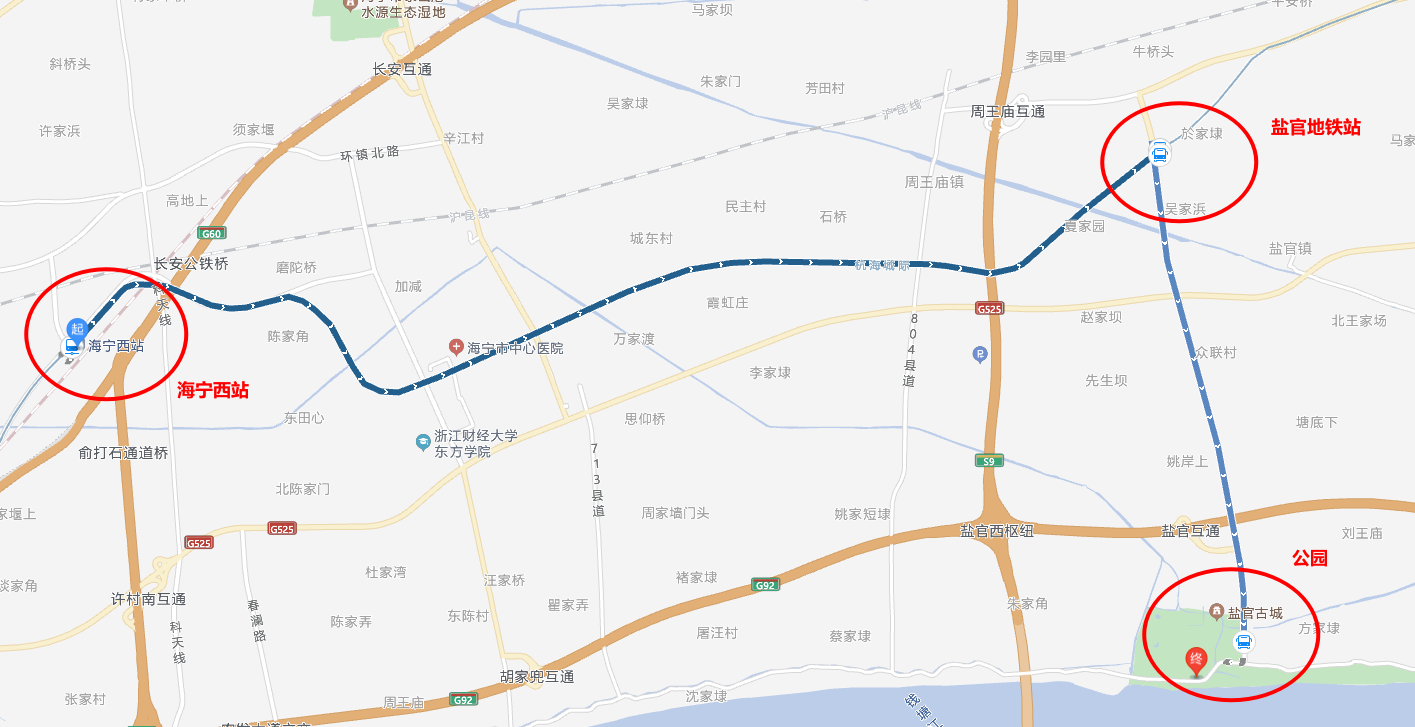 马家坝
水源生态湿地
长安互通
斜桥头
朱家门
芳田村
李园里
牛桥头
吴家埭
沪昆线
周王庙互通
许家浜
须家堰
辛江村
环镇北路
於家埭
盐官地铁站
马家
周王庙镇
高地上
沪昆线
民主村
石桥
吴家浜
夏家园
G60
城东村
盐官镇
长安公铁桥
磨陀桥
杭海城际
加减
科天线
霞虹庄
G525
赵家坝
北王家场
起
海宁西站
陈家角
海宁市中心医院
万家渡
804县道
P
众联村
海宁西站
李家埭
先生坝
东田心
思仰桥
塘底下
浙江财经大学
东方学院
俞打石通道桥
713县道
S9
姚岸上
北陈家门
家堰上
G525
G525
周家墙门头
姚家短埭
盐官西枢纽
盐官互通
刘王庙
公园
杜家湾
汪家桥
褚家埭
G92
谈家角
许村南互通
春澜路
瞿家弄
朱家角
盐官古城
方家埭
陈家弄
东陈村
科天线
屠汪村
蔡家埭
终
胡家兜互通
张家村
周王庙
G92
沈家埭
钱塘江